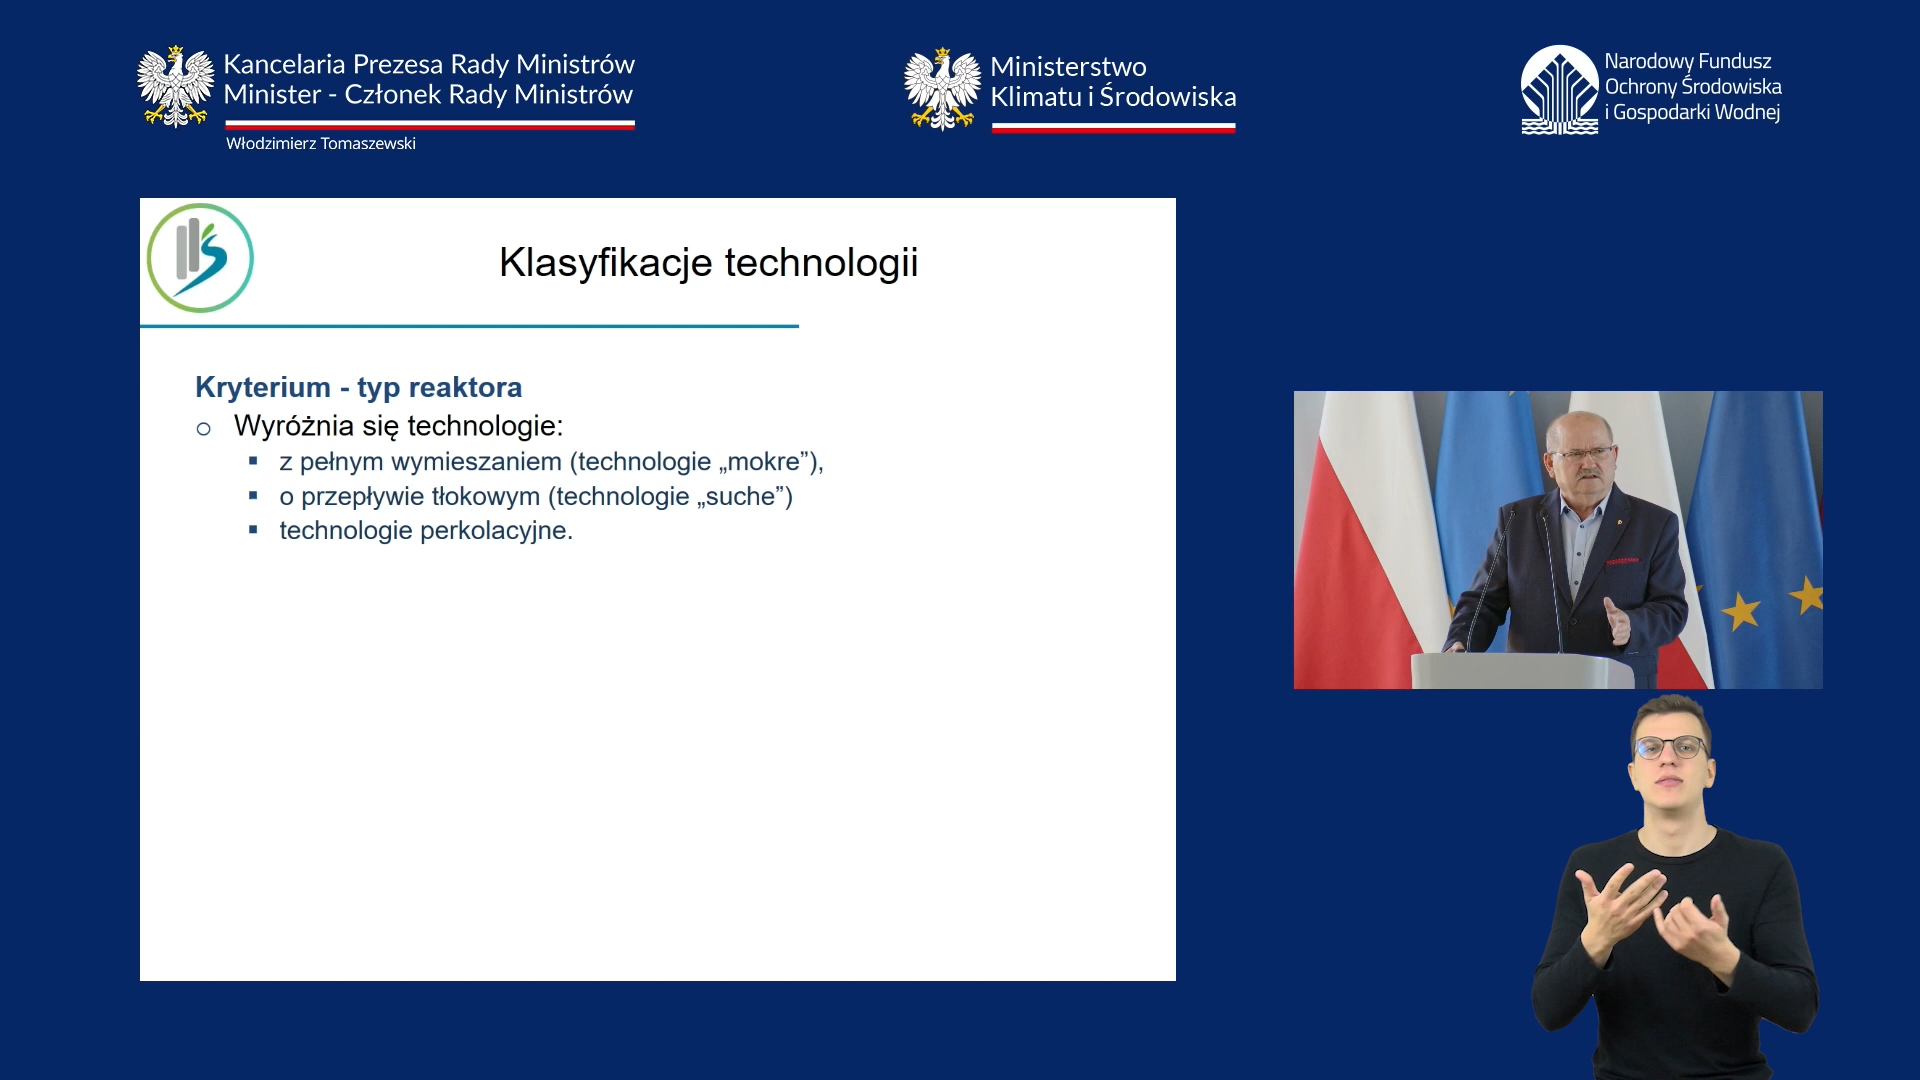 Kancelaria Prezesa Rady Ministrów
Minister - Członek Rady Ministrów
Włodzimierz Tomaszewski
Ministerstwo
Klimatu i Środowiska
Narodowy Fundusz
Ochrony Środowiska
i Gospodarki Wodnej
Klasyfikacje technologii
Kryterium - typ reaktora
Wyróżnia się technologie:
z pełnym wymieszaniem (technologie „mokre”),
o przepływie tłokowym (technologie „suche”)
technologie perkolacyjne.